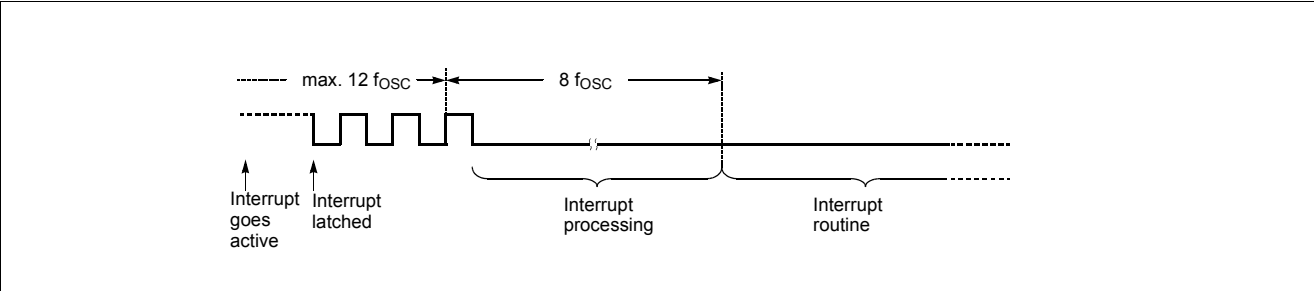 max. 12 fOSC
8 fOSC
Interrupt
goes
active
Interrupt
latched
Interrupt
processing
Interrupt
routine